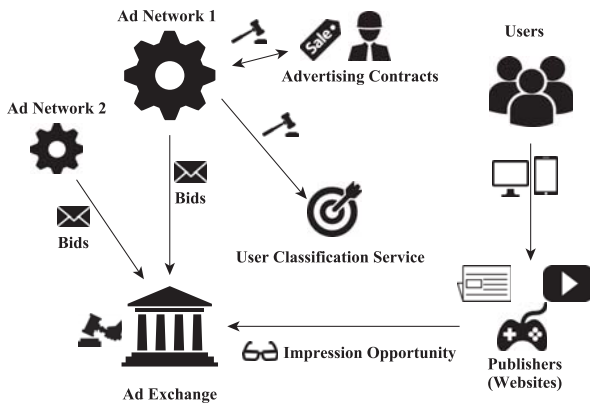 Ad Network 1
Sale
Advertising Contracts
Users
Ad Network 2
Bids
Bids
User Classification Service
Impression Opportunity
Publishers
(Websites)
Ad Exchange